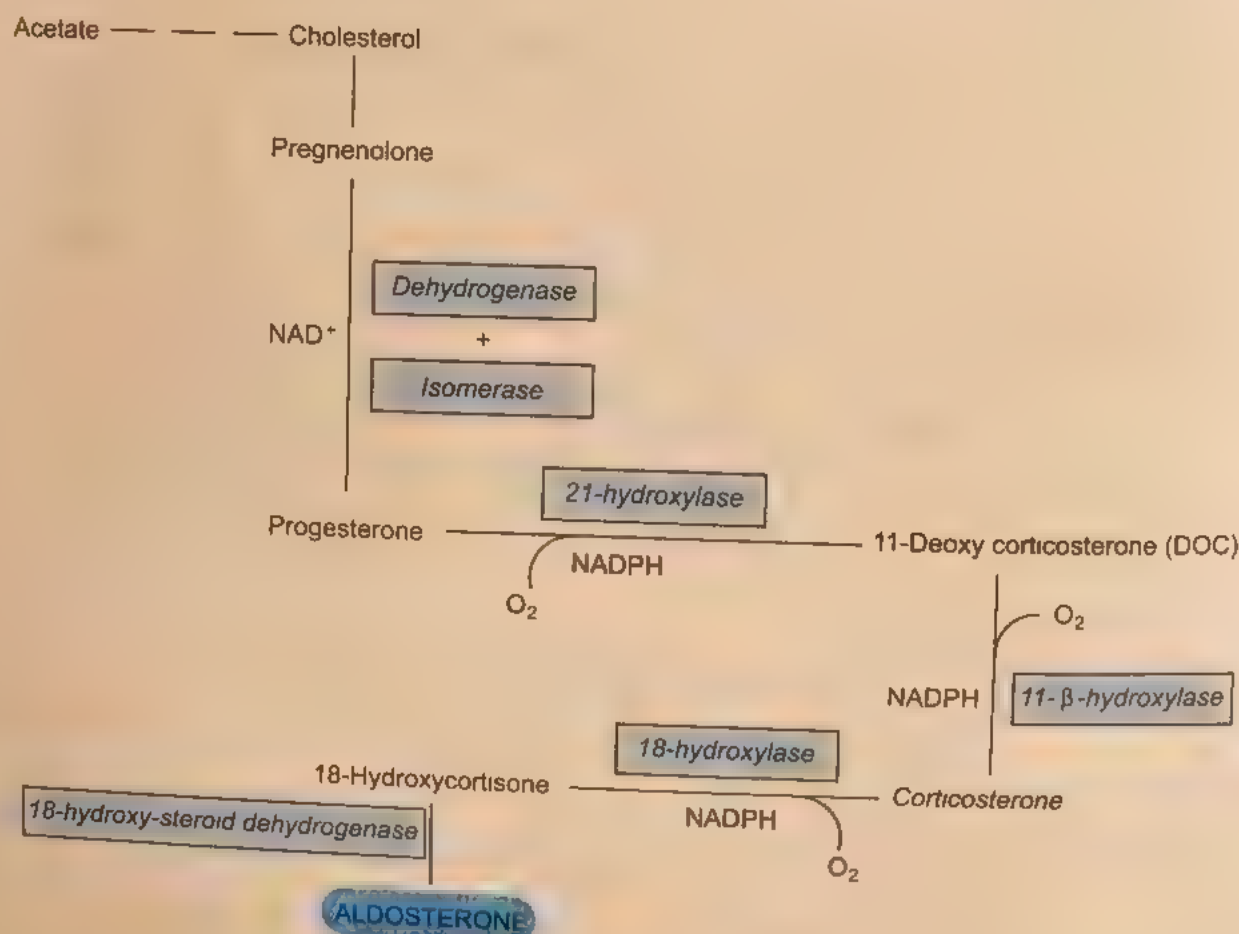 Acetate — — — — Cholesterol
Pregnenolone
Dehydrogenase
NAD⁺
+
Isomerase
21-hydroxylase
Progesterone
11-Deoxy corticosterone (DOC)
NADPH
O₂
O₂
NADPH
11-β-hydroxylase
18-hydroxylase
18-Hydroxycortisone
Corticosterone
NADPH
18-hydroxy-steroid dehydrogenase
O₂
ALDOSTERONE